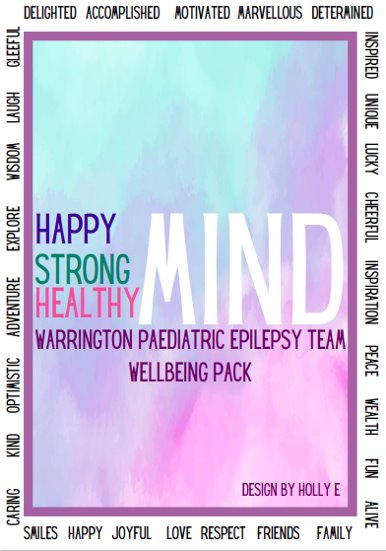 DELIGHTED ACCOMPLISHED MOTIVATED MARVELLOUS DETERMINED
INSPIRED UNIQUE LUCKY CHEERFUL INSPIRATION PEACE WEALTH FUN ALIVE
CARING KIND OPTIMISTIC ADVENTURE EXPLORE WISDOM LAUGH GLEEFUL
HAPPY
STRONG
HEALTHY
MIND
WARRINGTON PAEDIATRIC EPILEPSY TEAM
WELLBEING PACK
DESIGN BY HOLLY E
SMILES HAPPY JOYFUL LOVE RESPECT FRIENDS FAMILY